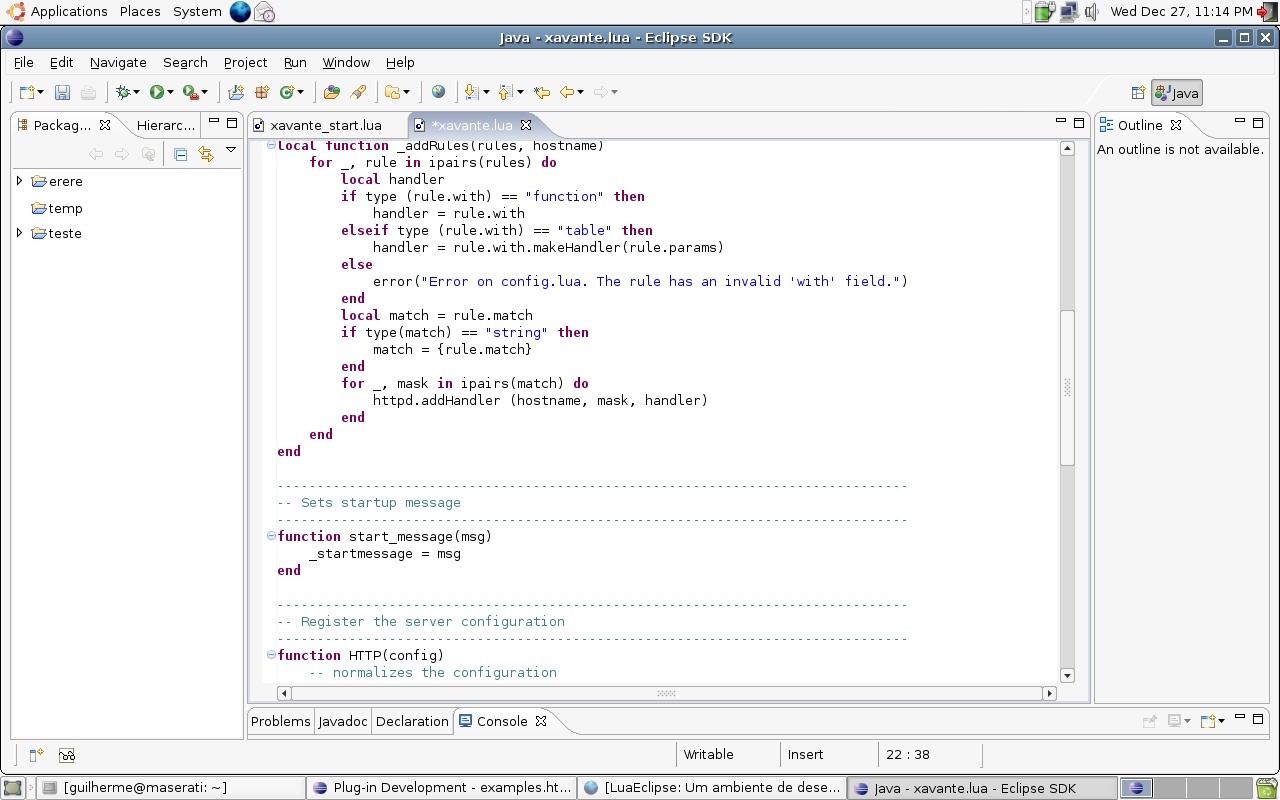 Applications Places System Wed Dec 27, 11:14 PM
Java - xavante.lua - Eclipse SDK
File Edit Navigate Search Project Run Window Help
Java
Packag... Hierarc... xavante_start.lua *xavante.lua Outline
An outline is not available.
erere
temp
teste
local function _addRules(rules, hostname)
    for _, rule in ipairs(rules) do
        local handler
        if type (rule.with) == "function" then
            handler = rule.with
        elseif type (rule.with) == "table" then
            handler = rule.with.makeHandler(rule.params)
        else
            error("Error on config.lua. The rule has an invalid 'with' field.")
        end
        local match = rule.match
        if type(match) == "string" then
            match = {rule.match}
        end
        for _, mask in ipairs(match) do
            httpd.addHandler (hostname, mask, handler)
        end
    end
end
-------------------------------------------------------------------------------
-- Sets startup message
-------------------------------------------------------------------------------
function start_message(msg)
    _startmessage = msg
end
-------------------------------------------------------------------------------
-- Register the server configuration
-------------------------------------------------------------------------------
function HTTP(config)
    -- normalizes the configuration
Problems Javadoc Declaration Console
Writable Insert 22 : 38
[guilherme@maserati: ~] Plug-in Development - examples.ht... [LuaEclipse: Um ambiente de dese... Java - xavante.lua - Eclipse SDK